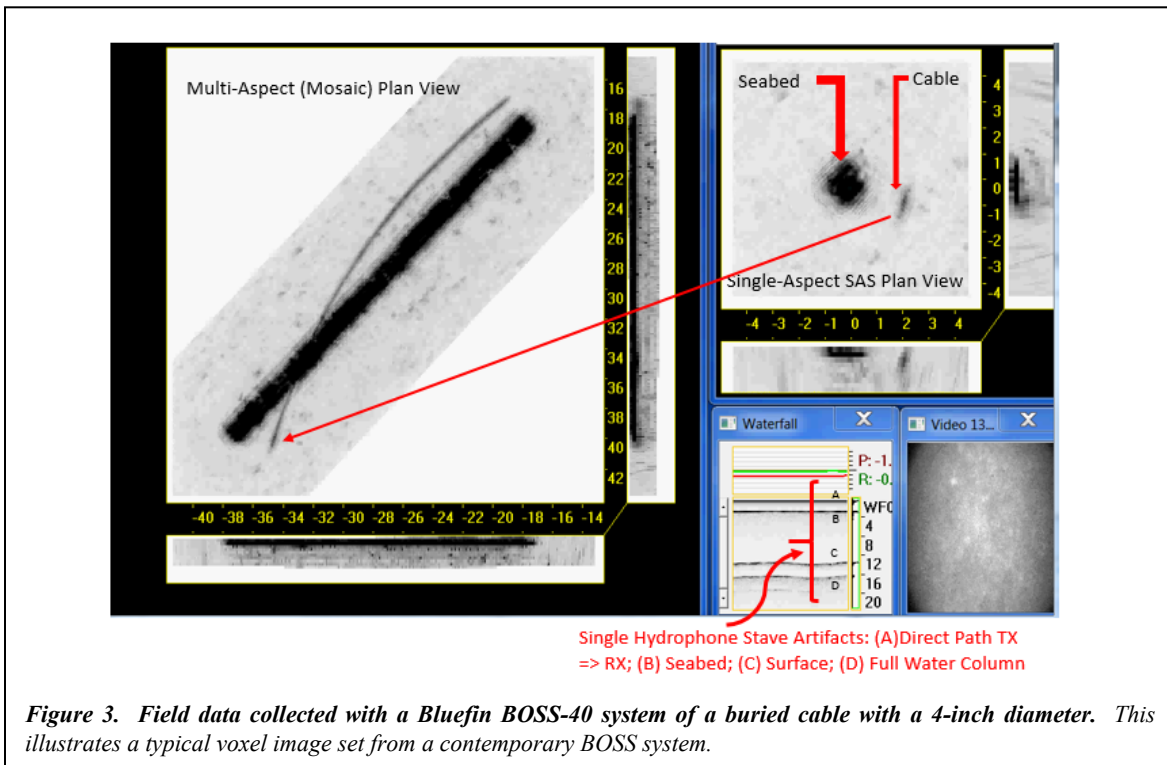 Multi-Aspect (Mosaic) Plan View
16
18
20
22
24
26
28
30
32
34
36
38
40
42
-40 -38 -36 -34 -32 -30 -28 -26 -24 -22 -20 -18 -16 -14
Seabed
Cable
4
3
2
1
0
-1
-2
-3
-4
Single-Aspect SAS Plan View
-4 -3 -2 -1 0 1 2 3 4
Waterfall
X
P: -1.
R: -0.
A
WFC
B
4
8
C
12
D
16
20
Video 13...
X
Single Hydrophone Stave Artifacts: (A)Direct Path TX
=> RX; (B) Seabed; (C) Surface; (D) Full Water Column
Figure 3. Field data collected with a Bluefin BOSS-40 system of a buried cable with a 4-inch diameter. This
illustrates a typical voxel image set from a contemporary BOSS system.